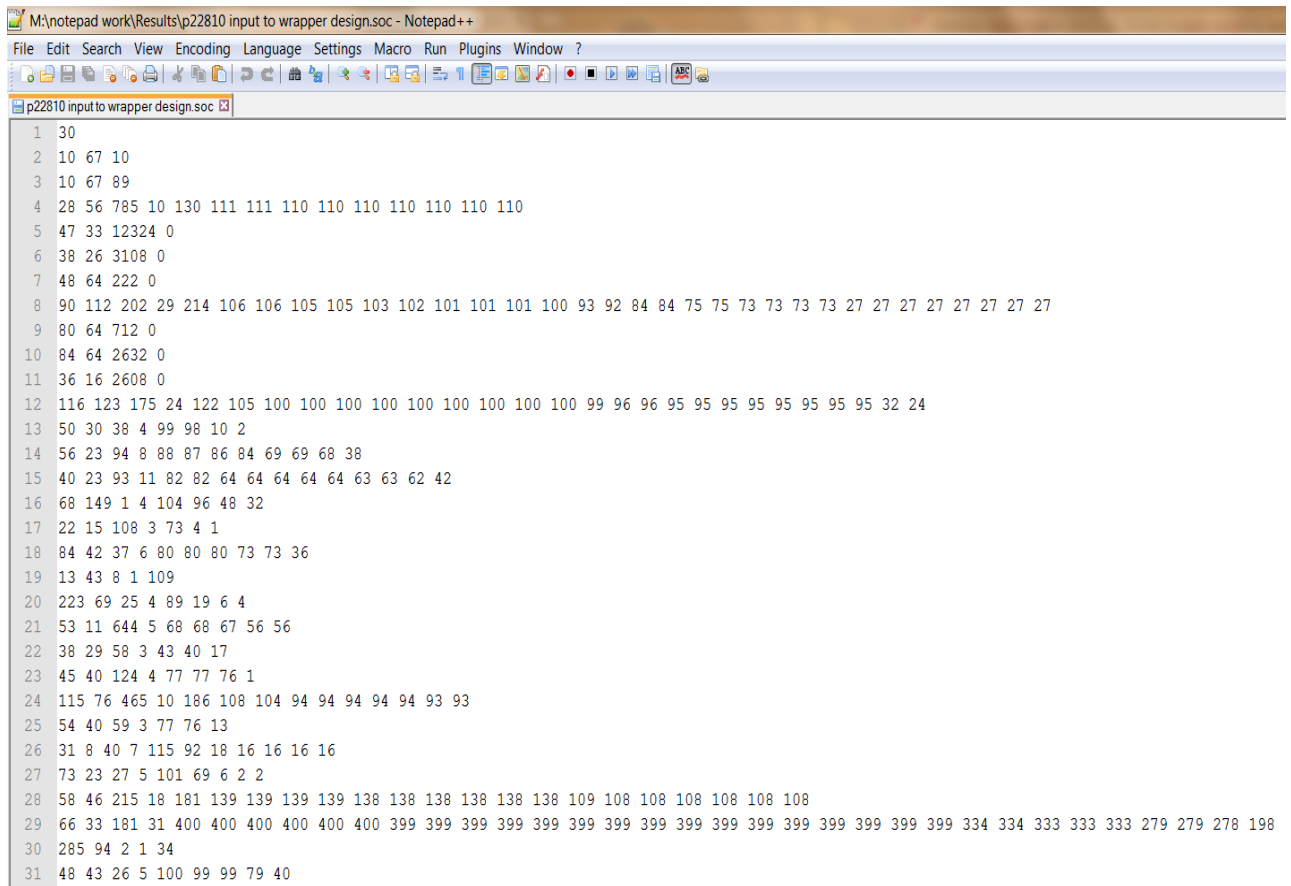 M:\notepad work\Results\p22810 input to wrapper design.soc - Notepad++
File Edit Search View Encoding Language Settings Macro Run Plugins Window ?
ABC
p22810 input to wrapper design.soc
1 30
2 10 67 10
3 10 67 89
4 28 56 785 10 130 111 111 110 110 110 110 110 110 110
5 47 33 12324 0
6 38 26 3108 0
7 48 64 222 0
8 90 112 202 29 214 106 106 105 105 103 102 101 101 101 100 93 92 84 84 75 75 73 73 73 73 27 27 27 27 27 27 27 27
9 80 64 712 0
10 84 64 2632 0
11 36 16 2608 0
12 116 123 175 24 122 105 100 100 100 100 100 100 100 100 100 99 96 96 95 95 95 95 95 95 95 95 32 24
13 50 30 38 4 99 98 10 2
14 56 23 94 8 88 87 86 84 69 69 68 38
15 40 23 93 11 82 82 64 64 64 64 64 63 63 62 42
16 68 149 1 4 104 96 48 32
17 22 15 108 3 73 4 1
18 84 42 37 6 80 80 80 73 73 36
19 13 43 8 1 109
20 223 69 25 4 89 19 6 4
21 53 11 644 5 68 68 67 56 56
22 38 29 58 3 43 40 17
23 45 40 124 4 77 77 76 1
24 115 76 465 10 186 108 104 94 94 94 94 94 93 93
25 54 40 59 3 77 76 13
26 31 8 40 7 115 92 18 16 16 16 16
27 73 23 27 5 101 69 6 2 2
28 58 46 215 18 181 139 139 139 139 138 138 138 138 138 138 109 108 108 108 108 108 108
29 66 33 181 31 400 400 400 400 400 400 399 399 399 399 399 399 399 399 399 399 399 399 399 399 399 399 334 334 333 333 333 279 279 278 198
30 285 94 2 1 34
31 48 43 26 5 100 99 99 79 40